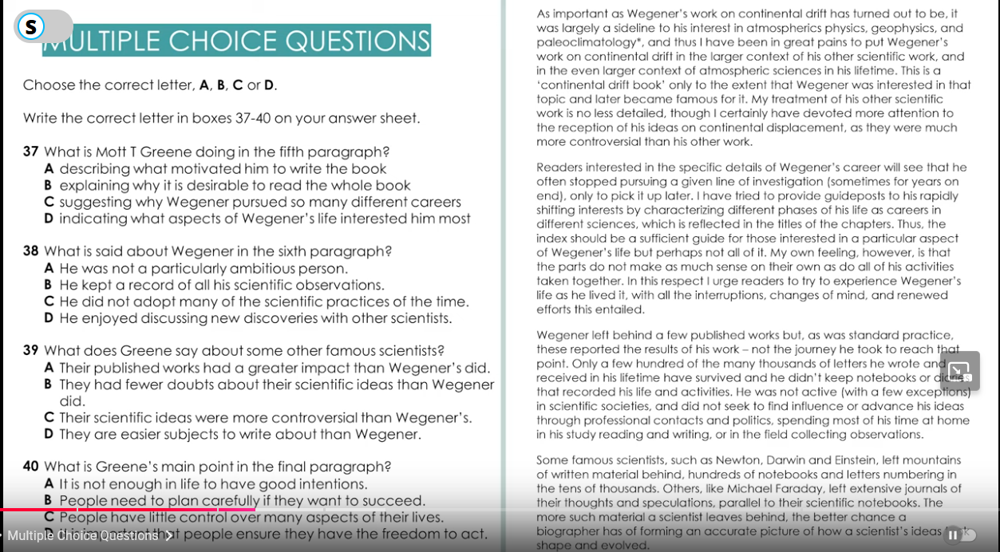 S
MULTIPLE CHOICE QUESTIONS
Choose the correct letter, A, B, C or D.
Write the correct letter in boxes 37-40 on your answer sheet.
37 What is Mott T Greene doing in the fifth paragraph?
A describing what motivated him to write the book
B explaining why it is desirable to read the whole book
C suggesting why Wegener pursued so many different careers
D indicating what aspects of Wegener's life interested him most
38 What is said about Wegener in the sixth paragraph?
A He was not a particularly ambitious person.
B He kept a record of all his scientific observations.
C He did not adopt many of the scientific practices of the time.
D He enjoyed discussing new discoveries with other scientists.
39 What does Greene say about some other famous scientists?
A Their published works had a greater impact than Wegener's did.
B They had fewer doubts about their scientific ideas than Wegener
did.
C Their scientific ideas were more controversial than Wegener's.
D They are easier subjects to write about than Wegener.
40 What is Greene's main point in the final paragraph?
A It is not enough in life to have good intentions.
B People need to plan carefully if they want to succeed.
C People have little control over many aspects of their lives.
that people ensure they have the freedom to act.
• Multiple Choice Questions
As important as Wegener's work on continental drift has turned out to be, it
was largely a sideline to his interest in atmospherics physics, geophysics, and
paleoclimatology*, and thus I have been in great pains to put Wegener's
work on continental drift in the larger context of his other scientific work, and
in the even larger context of atmospheric sciences in his lifetime. This is a
'continental drift book' only to the extent that Wegener was interested in that
topic and later became famous for it. My treatment of his other scientific
work is no less detailed, though I certainly have devoted more attention to
the reception of his ideas on continental displacement, as they were much
more controversial than his other work.
Readers interested in the specific details of Wegener's career will see that he
often stopped pursuing a given line of investigation (sometimes for years on
end), only to pick it up later. I have tried to provide guideposts to his rapidly
shifting interests by characterizing different phases of his life as careers in
different sciences, which is reflected in the titles of the chapters. Thus, the
index should be a sufficient guide for those interested in a particular aspect
of Wegener's life but perhaps not all of it. My own feeling, however, is that
the parts do not make as much sense on their own as do all of his activities
taken together. In this respect I urge readers to try to experience Wegener's
life as he lived it, with all the interruptions, changes of mind, and renewed
efforts this entailed.
Wegener left behind a few published works but, as was standard practice,
these reported the results of his work – not the journey he took to reach that
point. Only a few hundred of the many thousands of letters he wrote and
received in his lifetime have survived and he didn't keep notebooks or diaries
that recorded his life and activities. He was not active (with a few exceptions)
in scientific societies, and did not seek to find influence or advance his ideas
through professional contacts and politics, spending most of his time at home
in his study reading and writing, or in the field collecting observations.
Some famous scientists, such as Newton, Darwin and Einstein, left mountains
of written material behind, hundreds of notebooks and letters numbering in
the tens of thousands. Others, like Michael Faraday, left extensive journals of
their thoughts and speculations, parallel to their scientific notebooks. The
more such material a scientist leaves behind, the better chance a
biographer has of forming an accurate picture of how a scientist's ideas
shape and evolved.